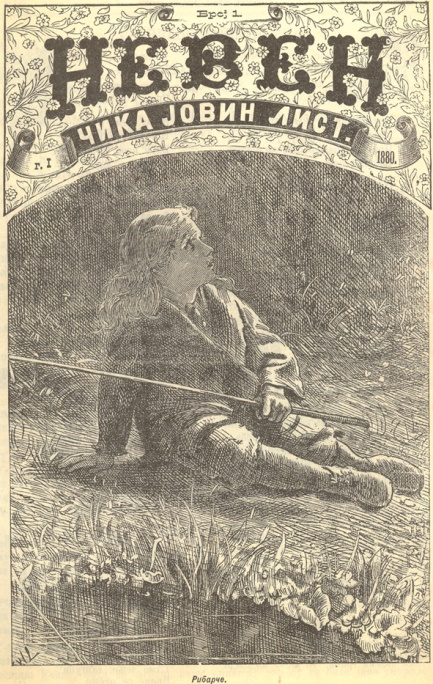 Број 1.
НЕВЕН
ЧИКА ЈОВИН ЛИСТ.
г. I
1880.
Рибарче.